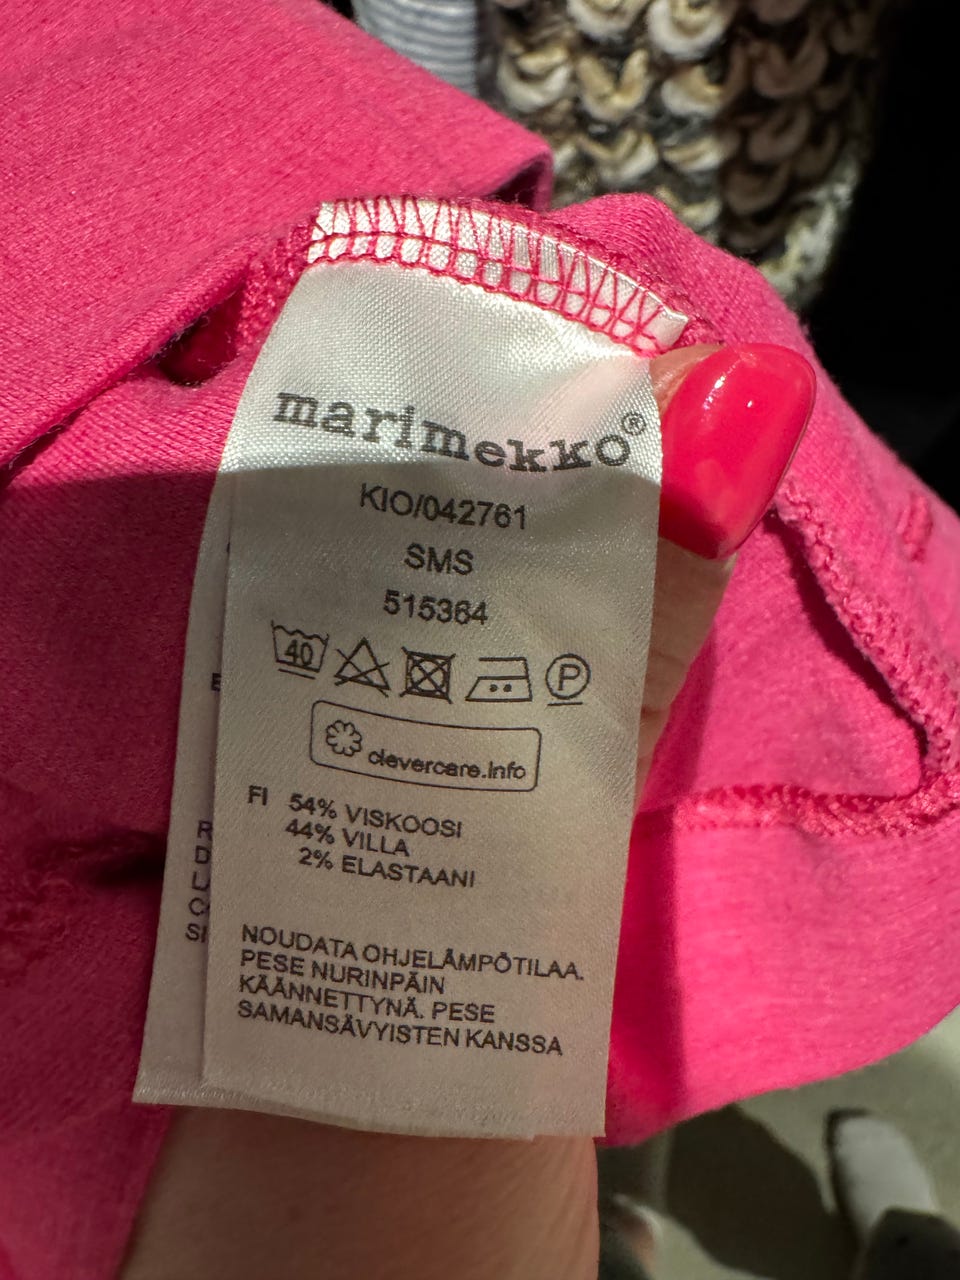 marimekko®
KIO/042761
SMS
515364
40
P
clevercare.info
FI 54% VISKOOSI
44% VILLA
2% ELASTAANI
NOUDATA OHJELÄMPÖTILAA.
PESE NURINPÄIN
KÄÄNNETTYNÄ. PESE
SAMANSÄVYISTEN KANSSA